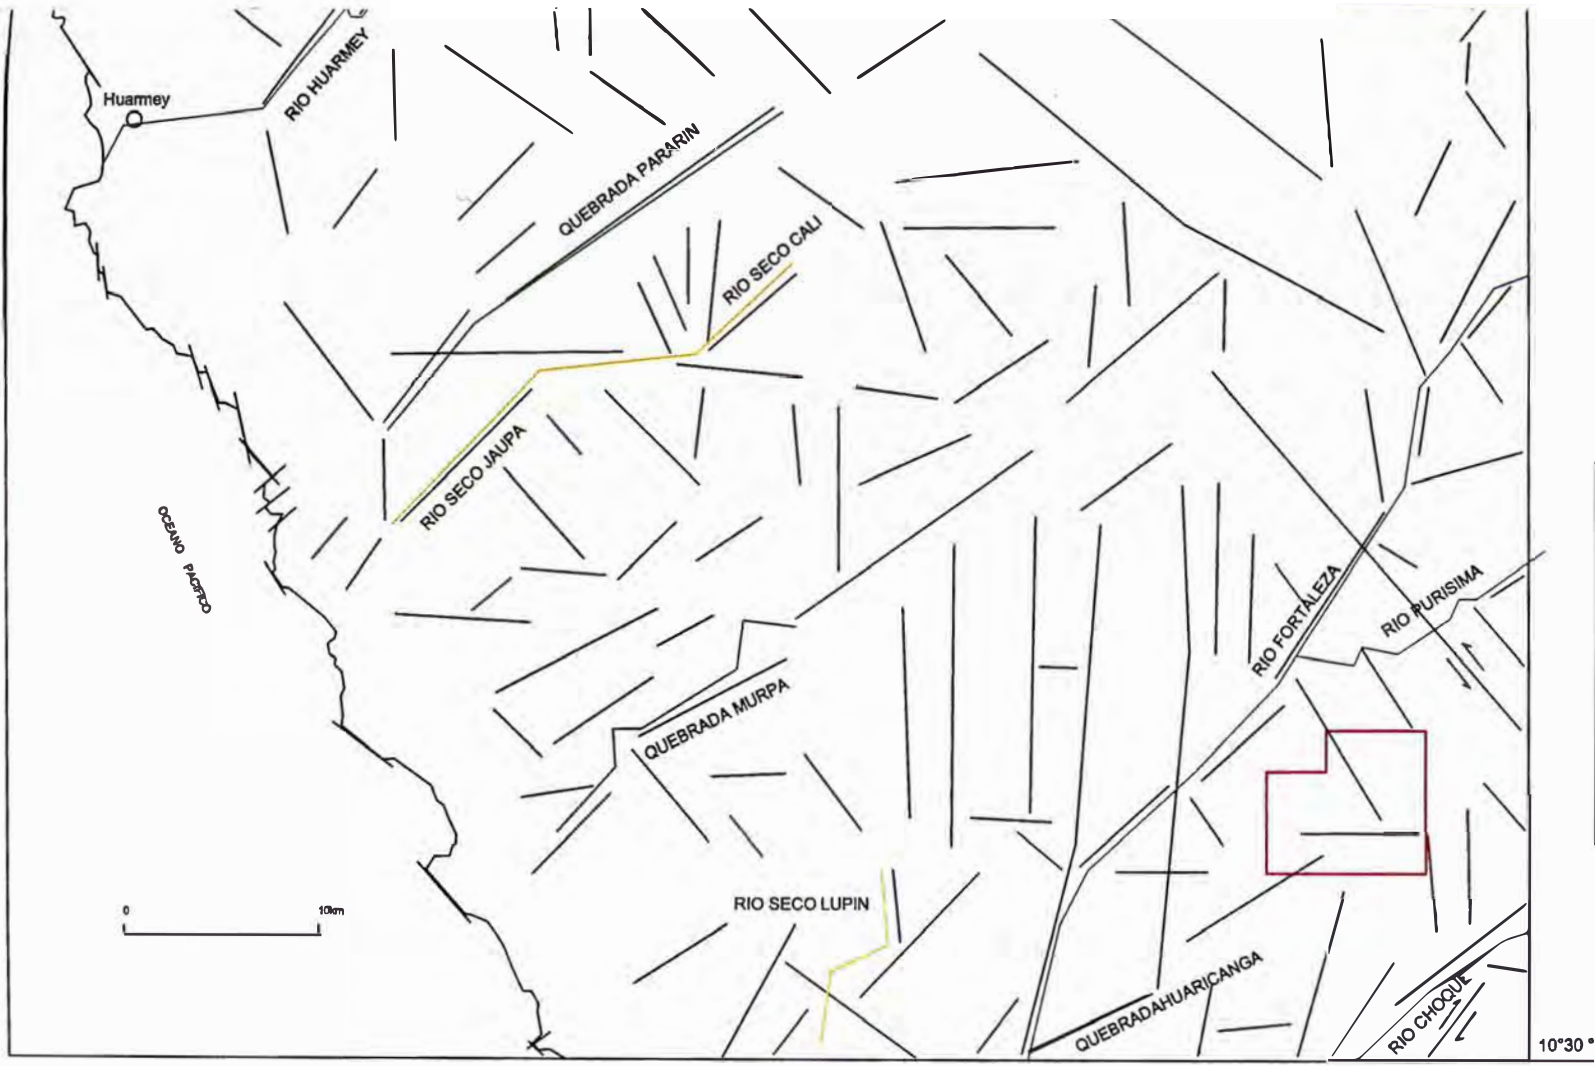 RIO HUARMEY
Huarmey
QUEBRADA PARARIN
RIO SECO CALI
RIO SECO JAUPA
OCEANO PACIFICO
RIO FORTALEZA
RIO PURISIMA
QUEBRADA MURPA
RIO SECO LUPIN
0 10km
QUEBRADAHUARICANGA
RIO CHOQUE
10°30 °